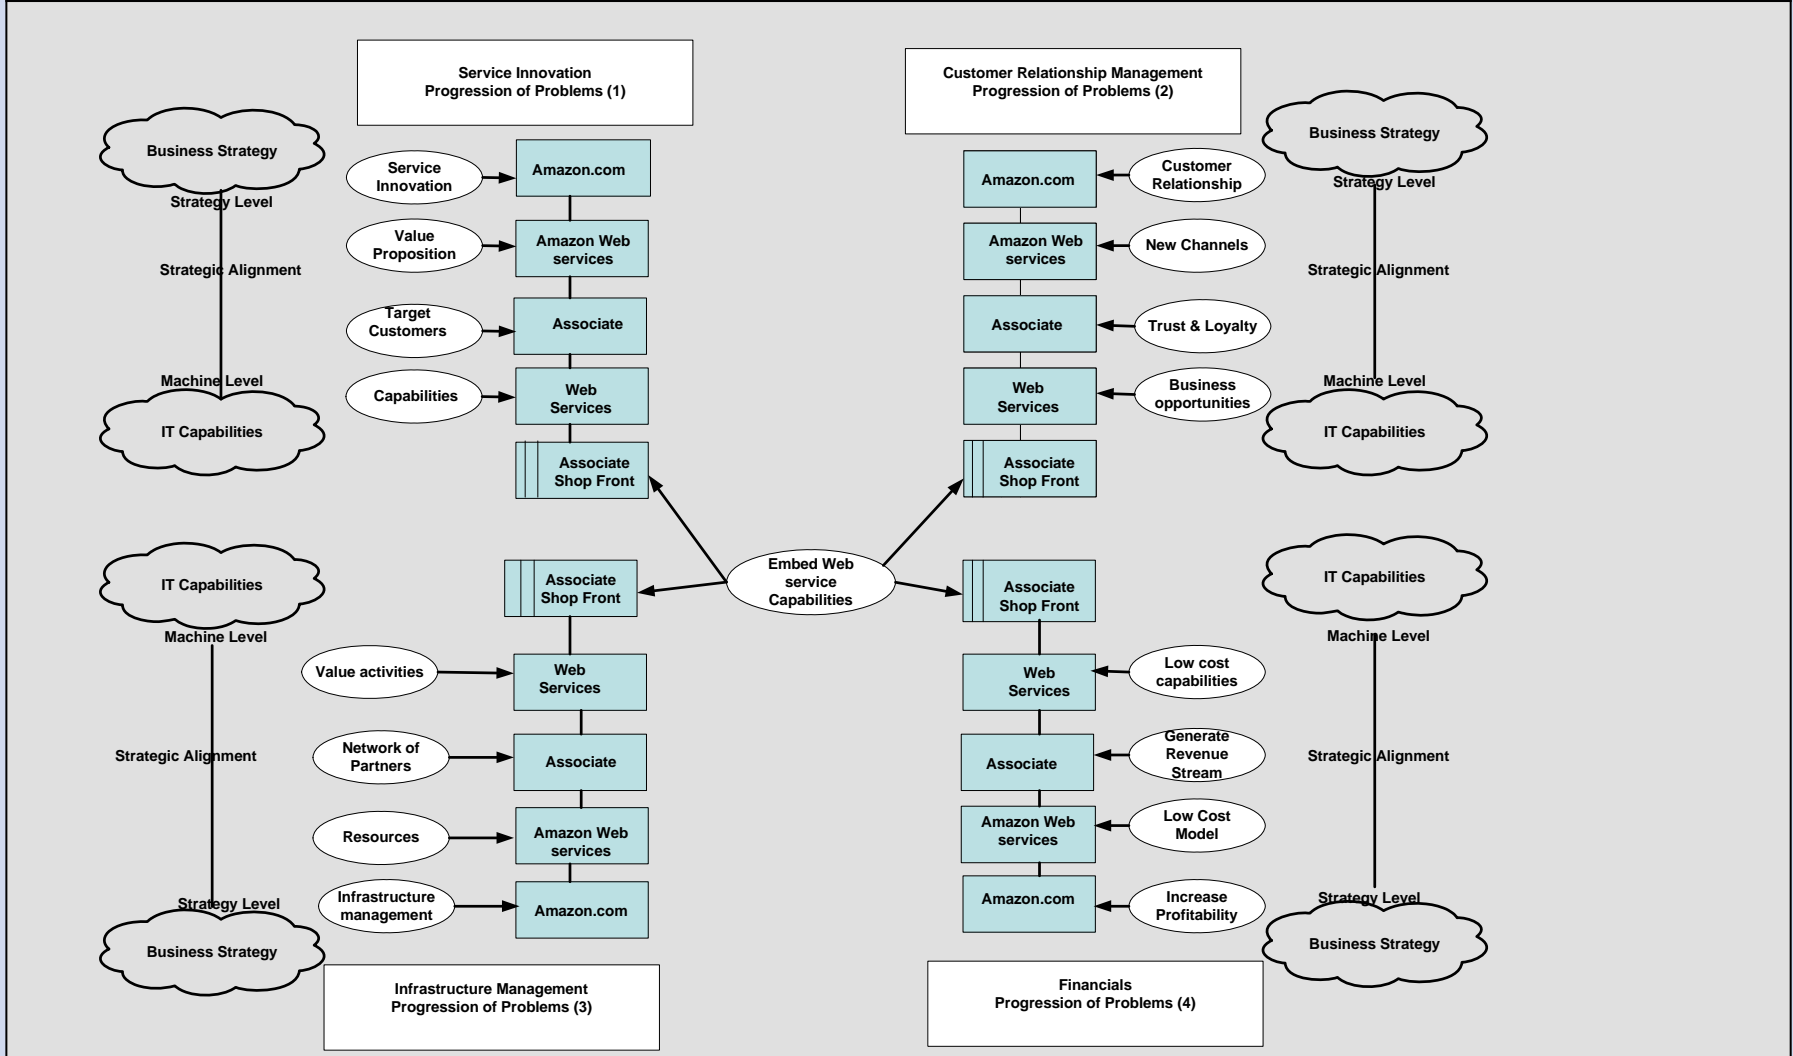 Service Innovation
Progression of Problems (1)
Customer Relationship Management
Progression of Problems (2)
Business Strategy
Strategy Level
Strategic Alignment
Machine Level
IT Capabilities
Service
Innovation
Amazon.com
Value
Proposition
Amazon Web
services
Target
Customers
Associate
Capabilities
Web
Services
Associate
Shop Front
Amazon.com
Customer
Relationship
Amazon Web
services
New Channels
Associate
Trust & Loyalty
Web
Services
Business
opportunities
Associate
Shop Front
Business Strategy
Strategy Level
Strategic Alignment
Machine Level
IT Capabilities
Embed Web
service
Capabilities
IT Capabilities
Machine Level
Strategic Alignment
Strategy Level
Business Strategy
Associate
Shop Front
Value activities
Web
Services
Network of
Partners
Associate
Resources
Amazon Web
services
Infrastructure
management
Amazon.com
Associate
Shop Front
Web
Services
Low cost
capabilities
Associate
Generate
Revenue
Stream
Amazon Web
services
Low Cost
Model
Amazon.com
Increase
Profitability
IT Capabilities
Machine Level
Strategic Alignment
Strategy Level
Business Strategy
Infrastructure Management
Progression of Problems (3)
Financials
Progression of Problems (4)